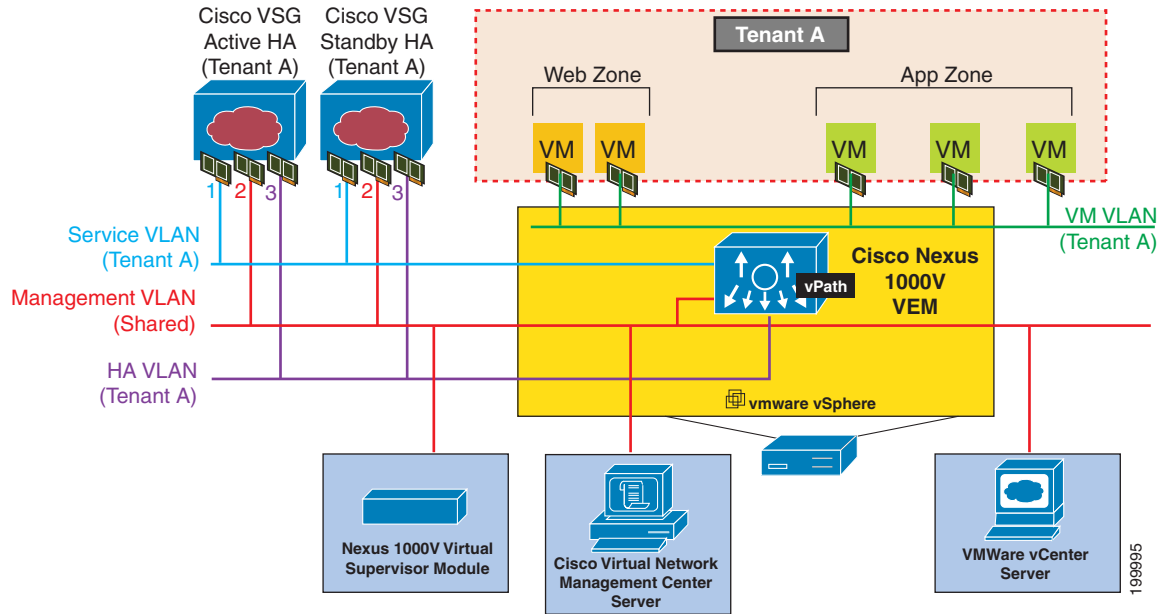 Cisco VSG
Active HA
(Tenant A)
Cisco VSG
Standby HA
(Tenant A)
Tenant A
Web Zone
App Zone
VM
VM
VM
VM
VM
1
2
3
1
2
3
Service VLAN
(Tenant A)
VM VLAN
(Tenant A)
Cisco Nexus
1000V
VEM
vPath
Management VLAN
(Shared)
HA VLAN
(Tenant A)
vmware vSphere
Nexus 1000V Virtual
Supervisor Module
Cisco Virtual Network
Management Center
Server
VMWare vCenter
Server
199995